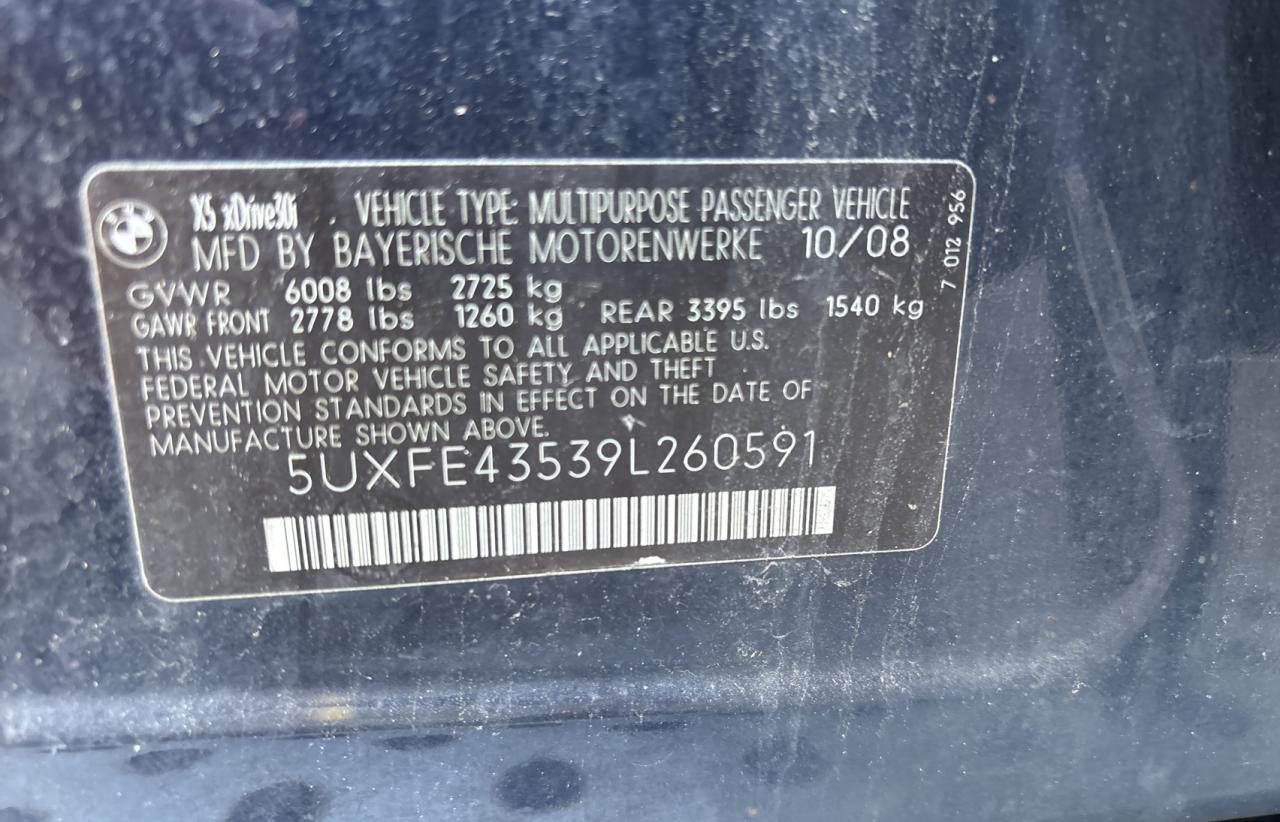 BMW
X5 xDrive30i VEHICLE TYPE: MULTIPURPOSE PASSENGER VEHICLE
MFD BY BAYERISCHE MOTORENWERKE 10/08
GVWR 6008 lbs 2725 kg
GAWR FRONT 2778 lbs 1260 kg REAR 3395 lbs 1540 kg
THIS VEHICLE CONFORMS TO ALL APPLICABLE U.S.
FEDERAL MOTOR VEHICLE SAFETY AND THEFT
PREVENTION STANDARDS IN EFFECT ON THE DATE OF
MANUFACTURE SHOWN ABOVE.
5UXFE43539L260591
7 012 956